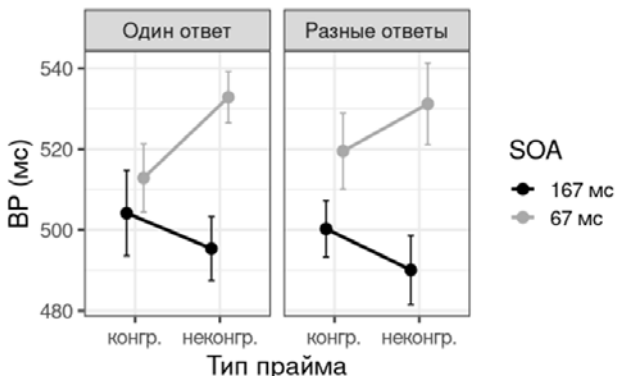 Один ответ
Разные ответы
540
520
500
480
ВР (мс)
конгр. неконгр.
конгр. неконгр.
Тип прайма
SOA
167 мс
67 мс